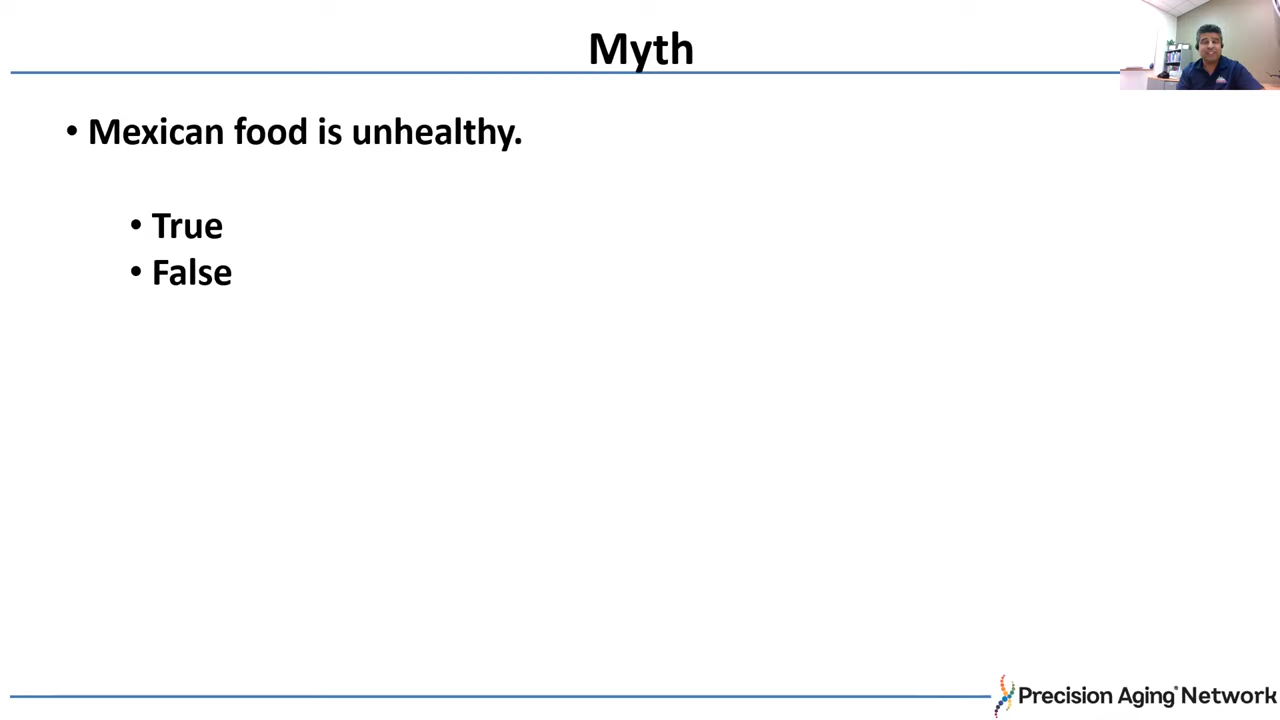 Myth
• Mexican food is unhealthy.
• True
• False
Precision Aging® Network